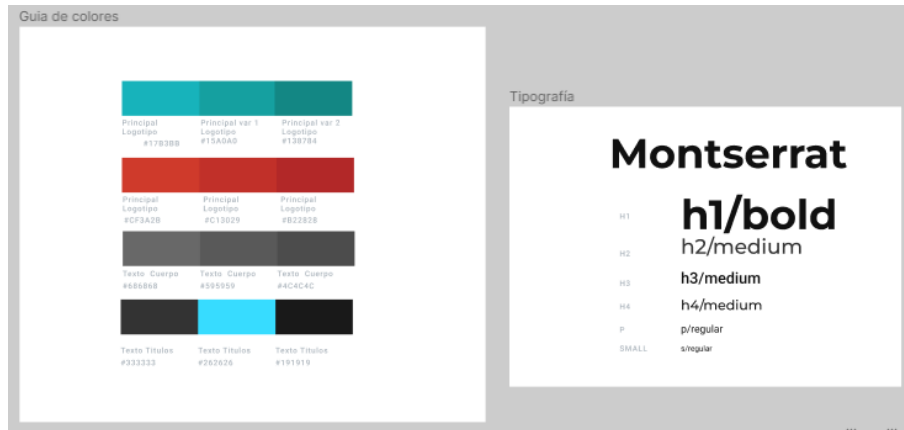 Guia de colores
Principal Logotipo
#17B3BB
Principal var 1 Logotipo
#15A0A0
Principal var 2 Logotipo
#138784
Principal Logotipo
#CF3A2B
Principal Logotipo
#C13029
Principal Logotipo
#B22828
Texto Cuerpo
#686868
Texto Cuerpo
#595959
Texto Cuerpo
#4C4C4C
Texto Titulos
#333333
Texto Titulos
#262626
Texto Titulos
#191919
Tipografía
Montserrat
H1 h1/bold
H2 h2/medium
H3 h3/medium
H4 h4/medium
P p/regular
SMALL s/regular